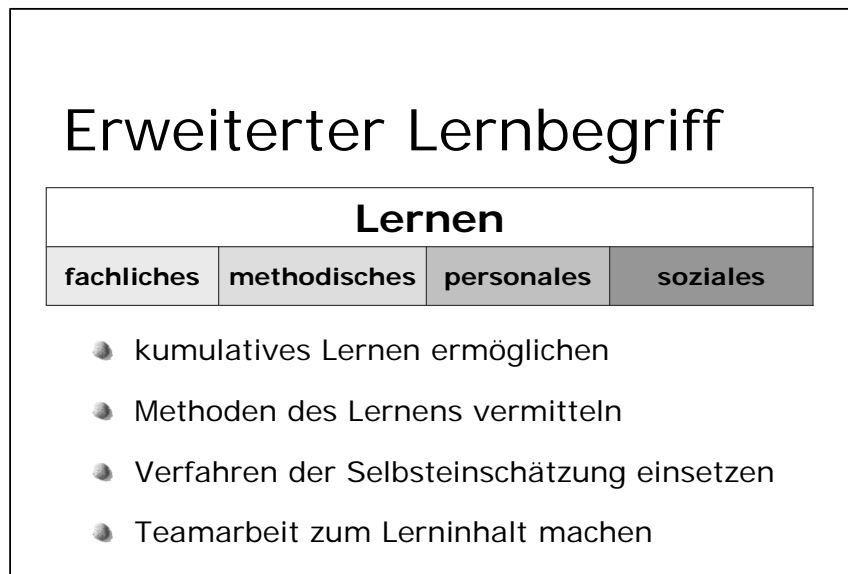 Erweiterter Lernbegriff
Lernen
fachliches methodisches personales soziales
kumulatives Lernen ermöglichen
Methoden des Lernens vermitteln
Verfahren der Selbsteinschätzung einsetzen
Teamarbeit zum Lerninhalt machen